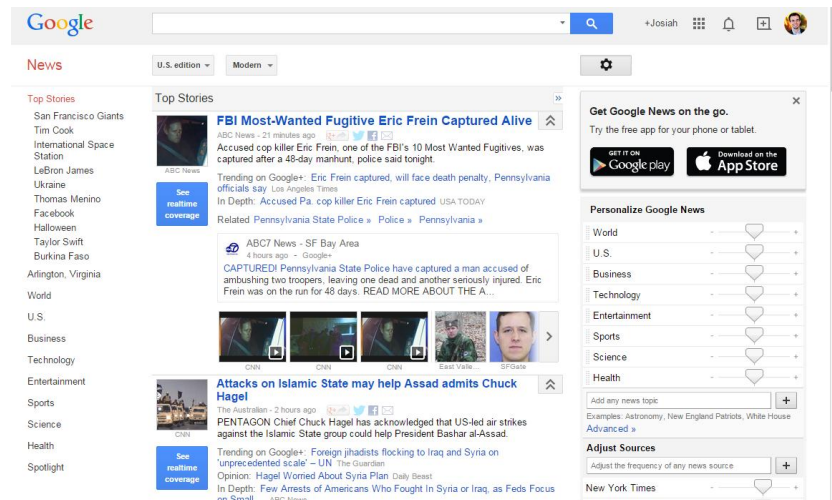 Google
+Josiah
News
U.S. edition
Modern
Top Stories
San Francisco Giants
Tim Cook
International Space
Station
LeBron James
Ukraine
Thomas Menino
Facebook
Halloween
Taylor Swift
Burkina Faso
Arlington, Virginia
World
U.S.
Business
Technology
Entertainment
Sports
Science
Health
Spotlight
Top Stories »
ABC News
See
realtime
coverage
FBI Most-Wanted Fugitive Eric Frein Captured Alive
ABC News - 21 minutes ago
Accused cop killer Eric Frein, one of the FBI's 10 Most Wanted Fugitives, was
captured after a 48-day manhunt, police said tonight.
Trending on Google+: Eric Frein captured, will face death penalty, Pennsylvania
officials say Los Angeles Times
In Depth: Accused Pa. cop killer Eric Frein captured USA TODAY
Related Pennsylvania State Police » Police » Pennsylvania »
ABC7 News - SF Bay Area
4 hours ago - Google+
CAPTURED! Pennsylvania State Police have captured a man accused of
ambushing two troopers, leaving one dead and another seriously injured. Eric
Frein was on the run for 48 days. READ MORE ABOUT THE A...
CNN CNN CNN East Valle... SFGate
CNN
See
realtime
coverage
Attacks on Islamic State may help Assad admits Chuck
Hagel
The Australian - 2 hours ago
PENTAGON Chief Chuck Hagel has acknowledged that US-led air strikes
against the Islamic State group could help President Bashar al-Assad.
Trending on Google+: Foreign jihadists flocking to Iraq and Syria on
'unprecedented scale' – UN The Guardian
Opinion: Hagel Worried About Syria Plan Daily Beast
In Depth: Few Arrests of Americans Who Fought In Syria or Iraq, as Feds Focus
on Small... ABC News
Get Google News on the go.
Try the free app for your phone or tablet.
GET IT ON
Google play
Download on the
App Store
Personalize Google News
World - +
U.S. - +
Business - +
Technology - +
Entertainment - +
Sports - +
Science - +
Health - +
Add any news topic +
Examples: Astronomy, New England Patriots, White House
Advanced »
Adjust Sources
Adjust the frequency of any news source +
New York Times - +